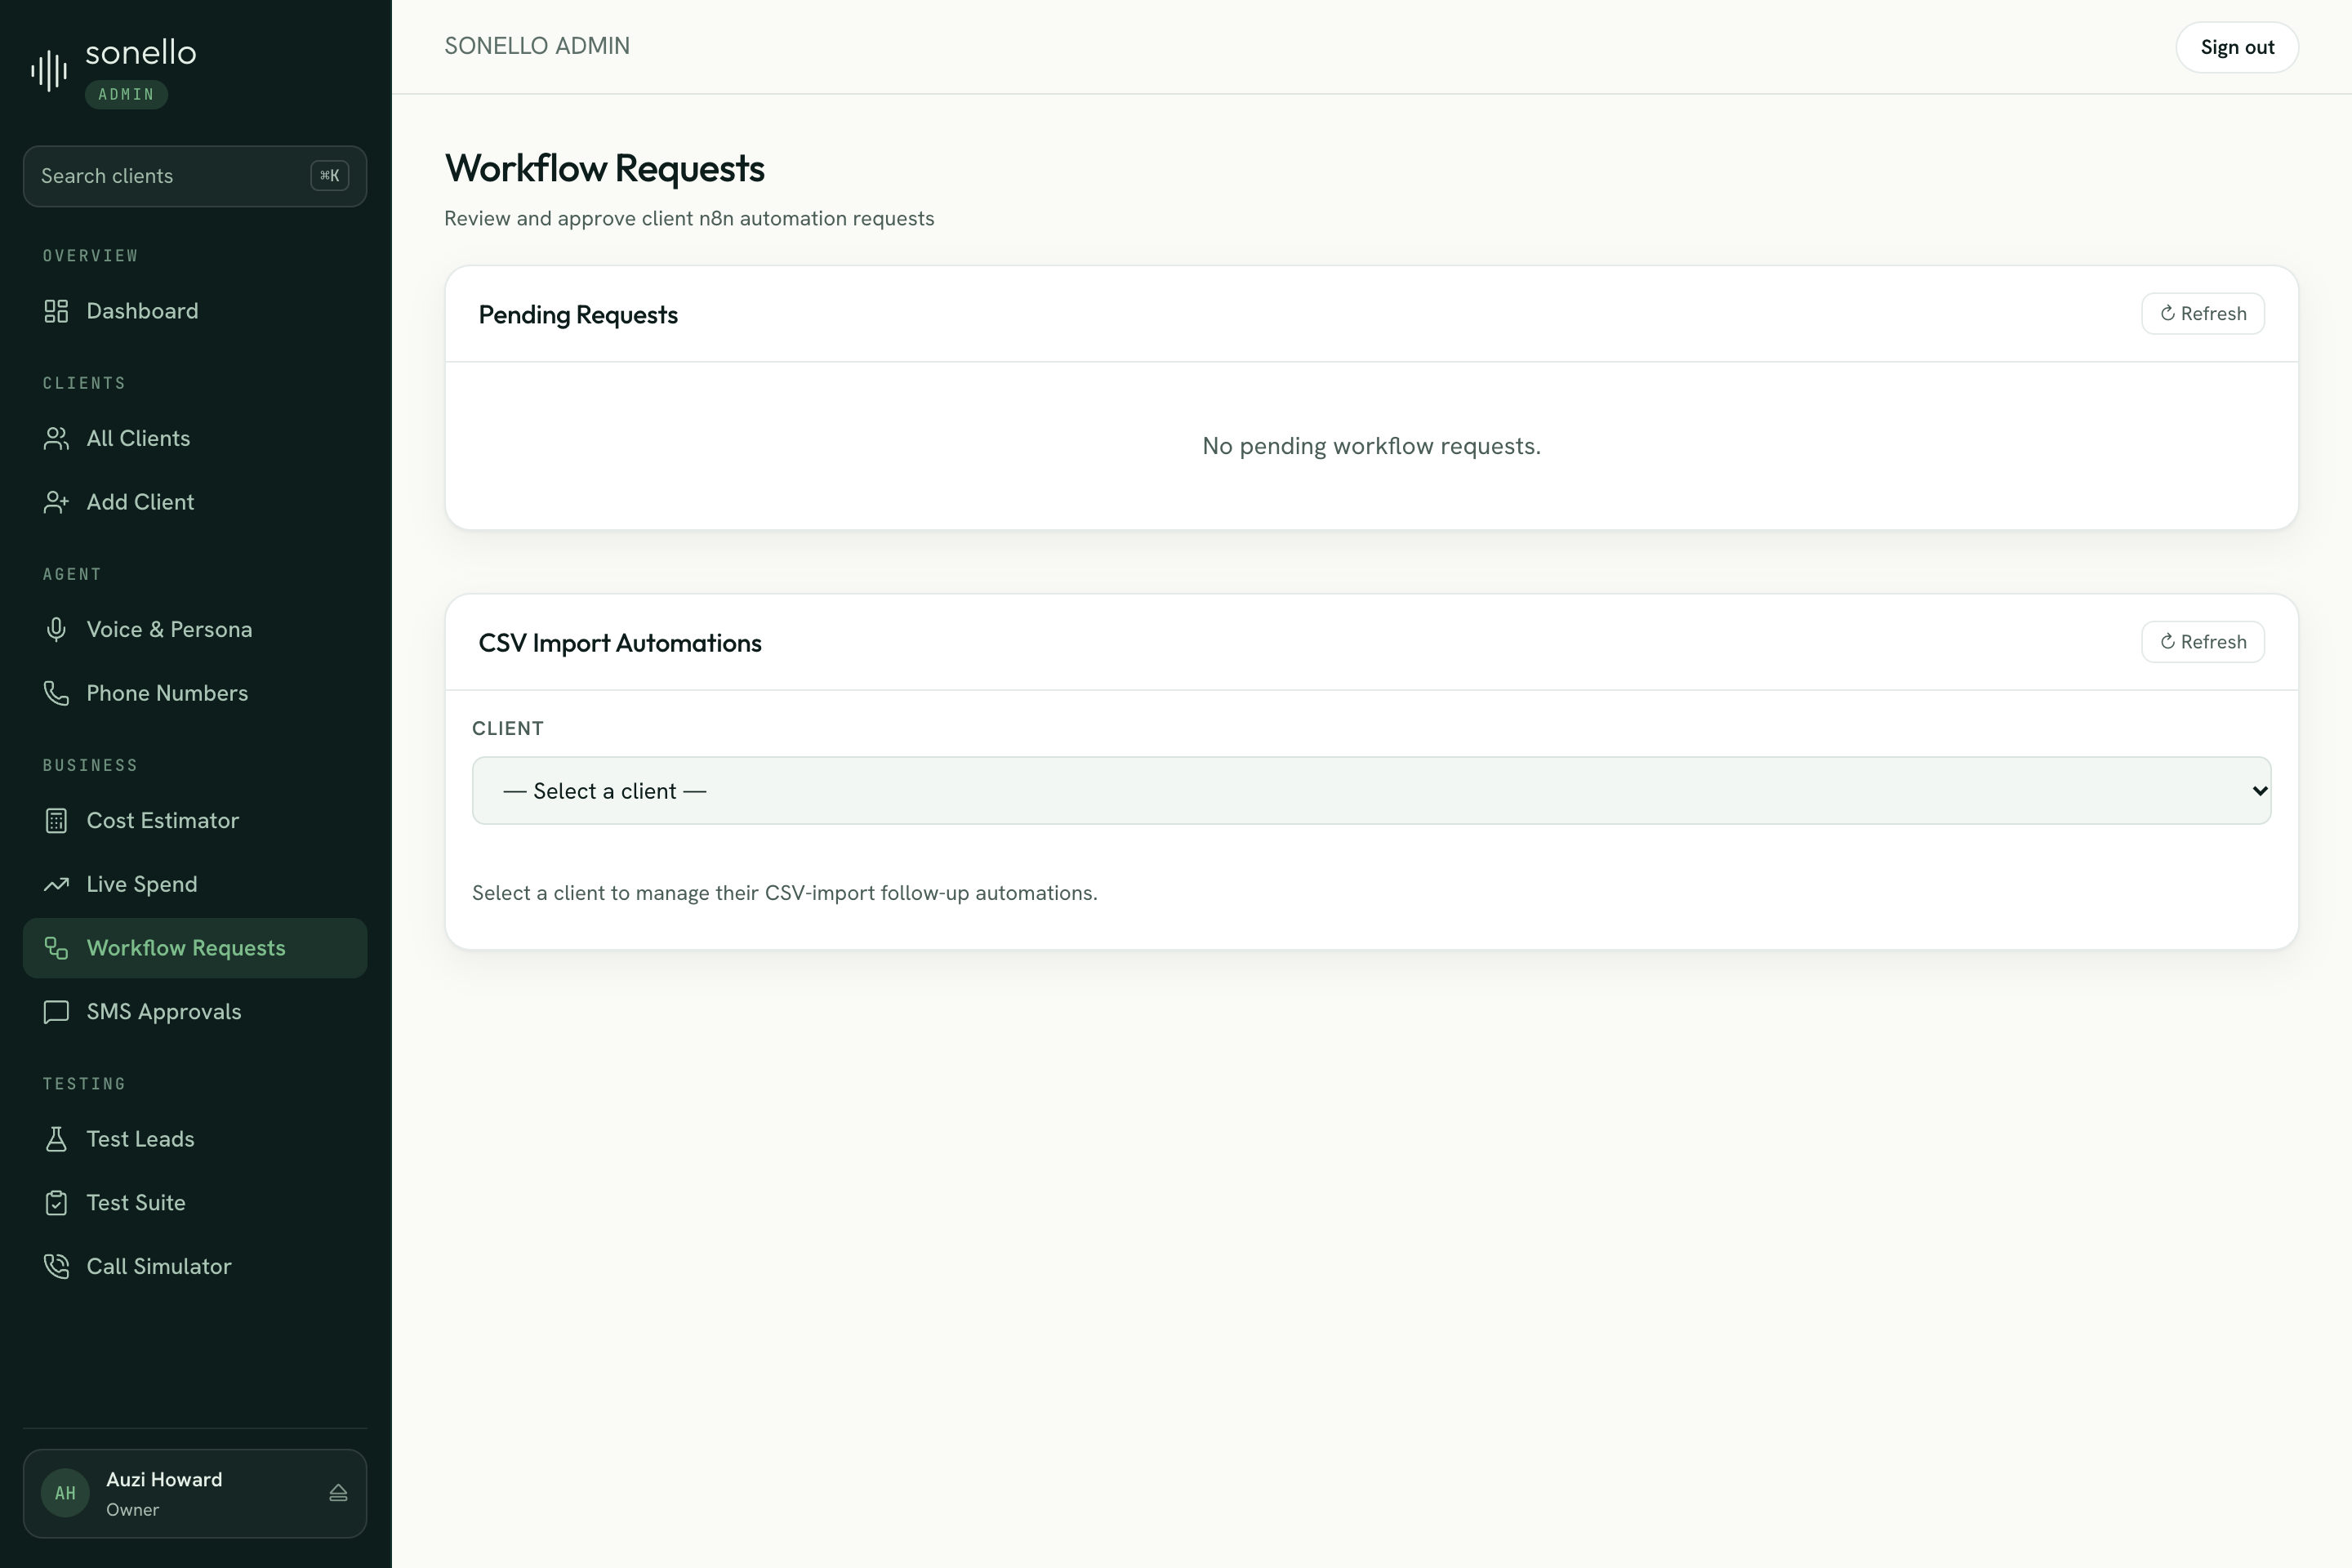 sonello
ADMIN
Search clients ⌘K
OVERVIEW
Dashboard
CLIENTS
All Clients
Add Client
AGENT
Voice & Persona
Phone Numbers
BUSINESS
Cost Estimator
Live Spend
Workflow Requests
SMS Approvals
TESTING
Test Leads
Test Suite
Call Simulator
AH
Auzi Howard
Owner
SONELLO ADMIN
Sign out
Workflow Requests
Review and approve client n8n automation requests
Pending Requests
↻ Refresh
No pending workflow requests.
CSV Import Automations
↻ Refresh
CLIENT
— Select a client —
Select a client to manage their CSV-import follow-up automations.